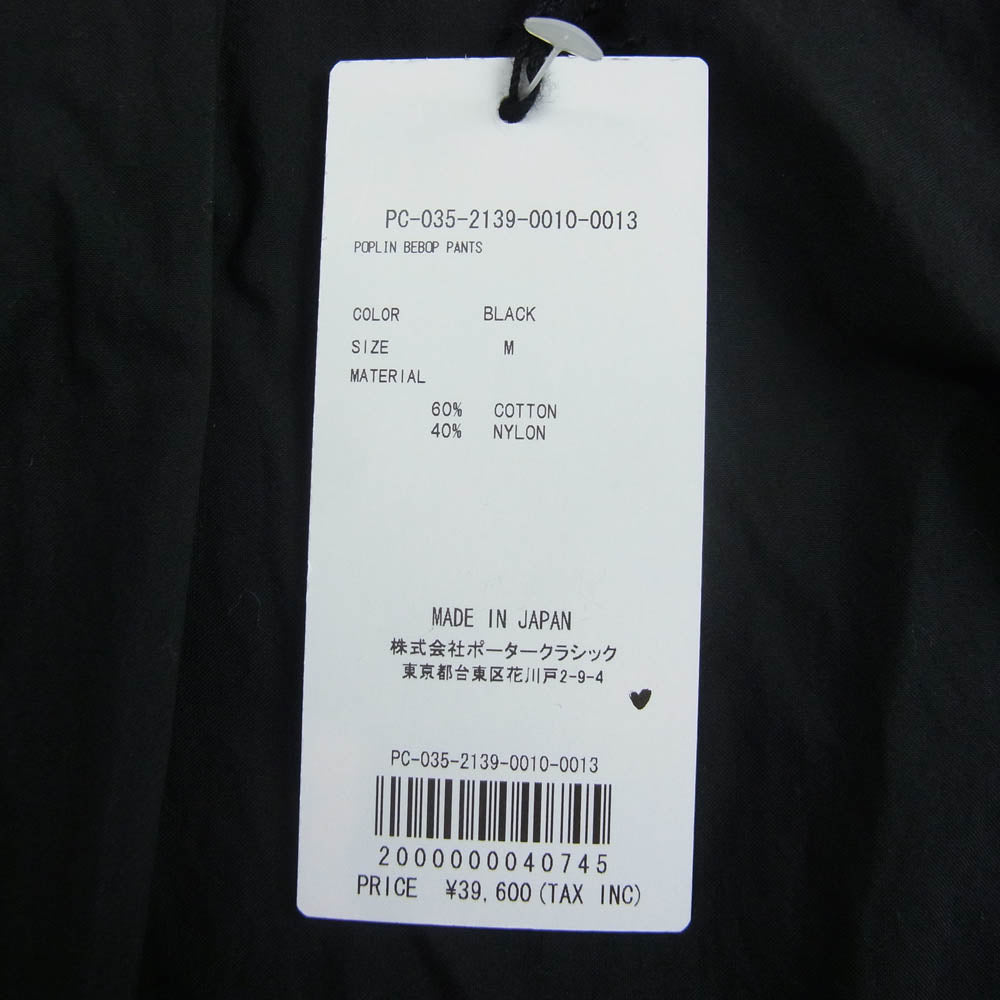 PC-035-2139-0010-0013
POPLIN BEBOP PANTS
COLOR BLACK
SIZE M
MATERIAL
60% COTTON
40% NYLON
MADE IN JAPAN
株式会社ポータークラシック
東京都台東区花川戸2-9-4
PC-035-2139-0010-0013
2000000040745
PRICE ¥39,600(TAX INC)